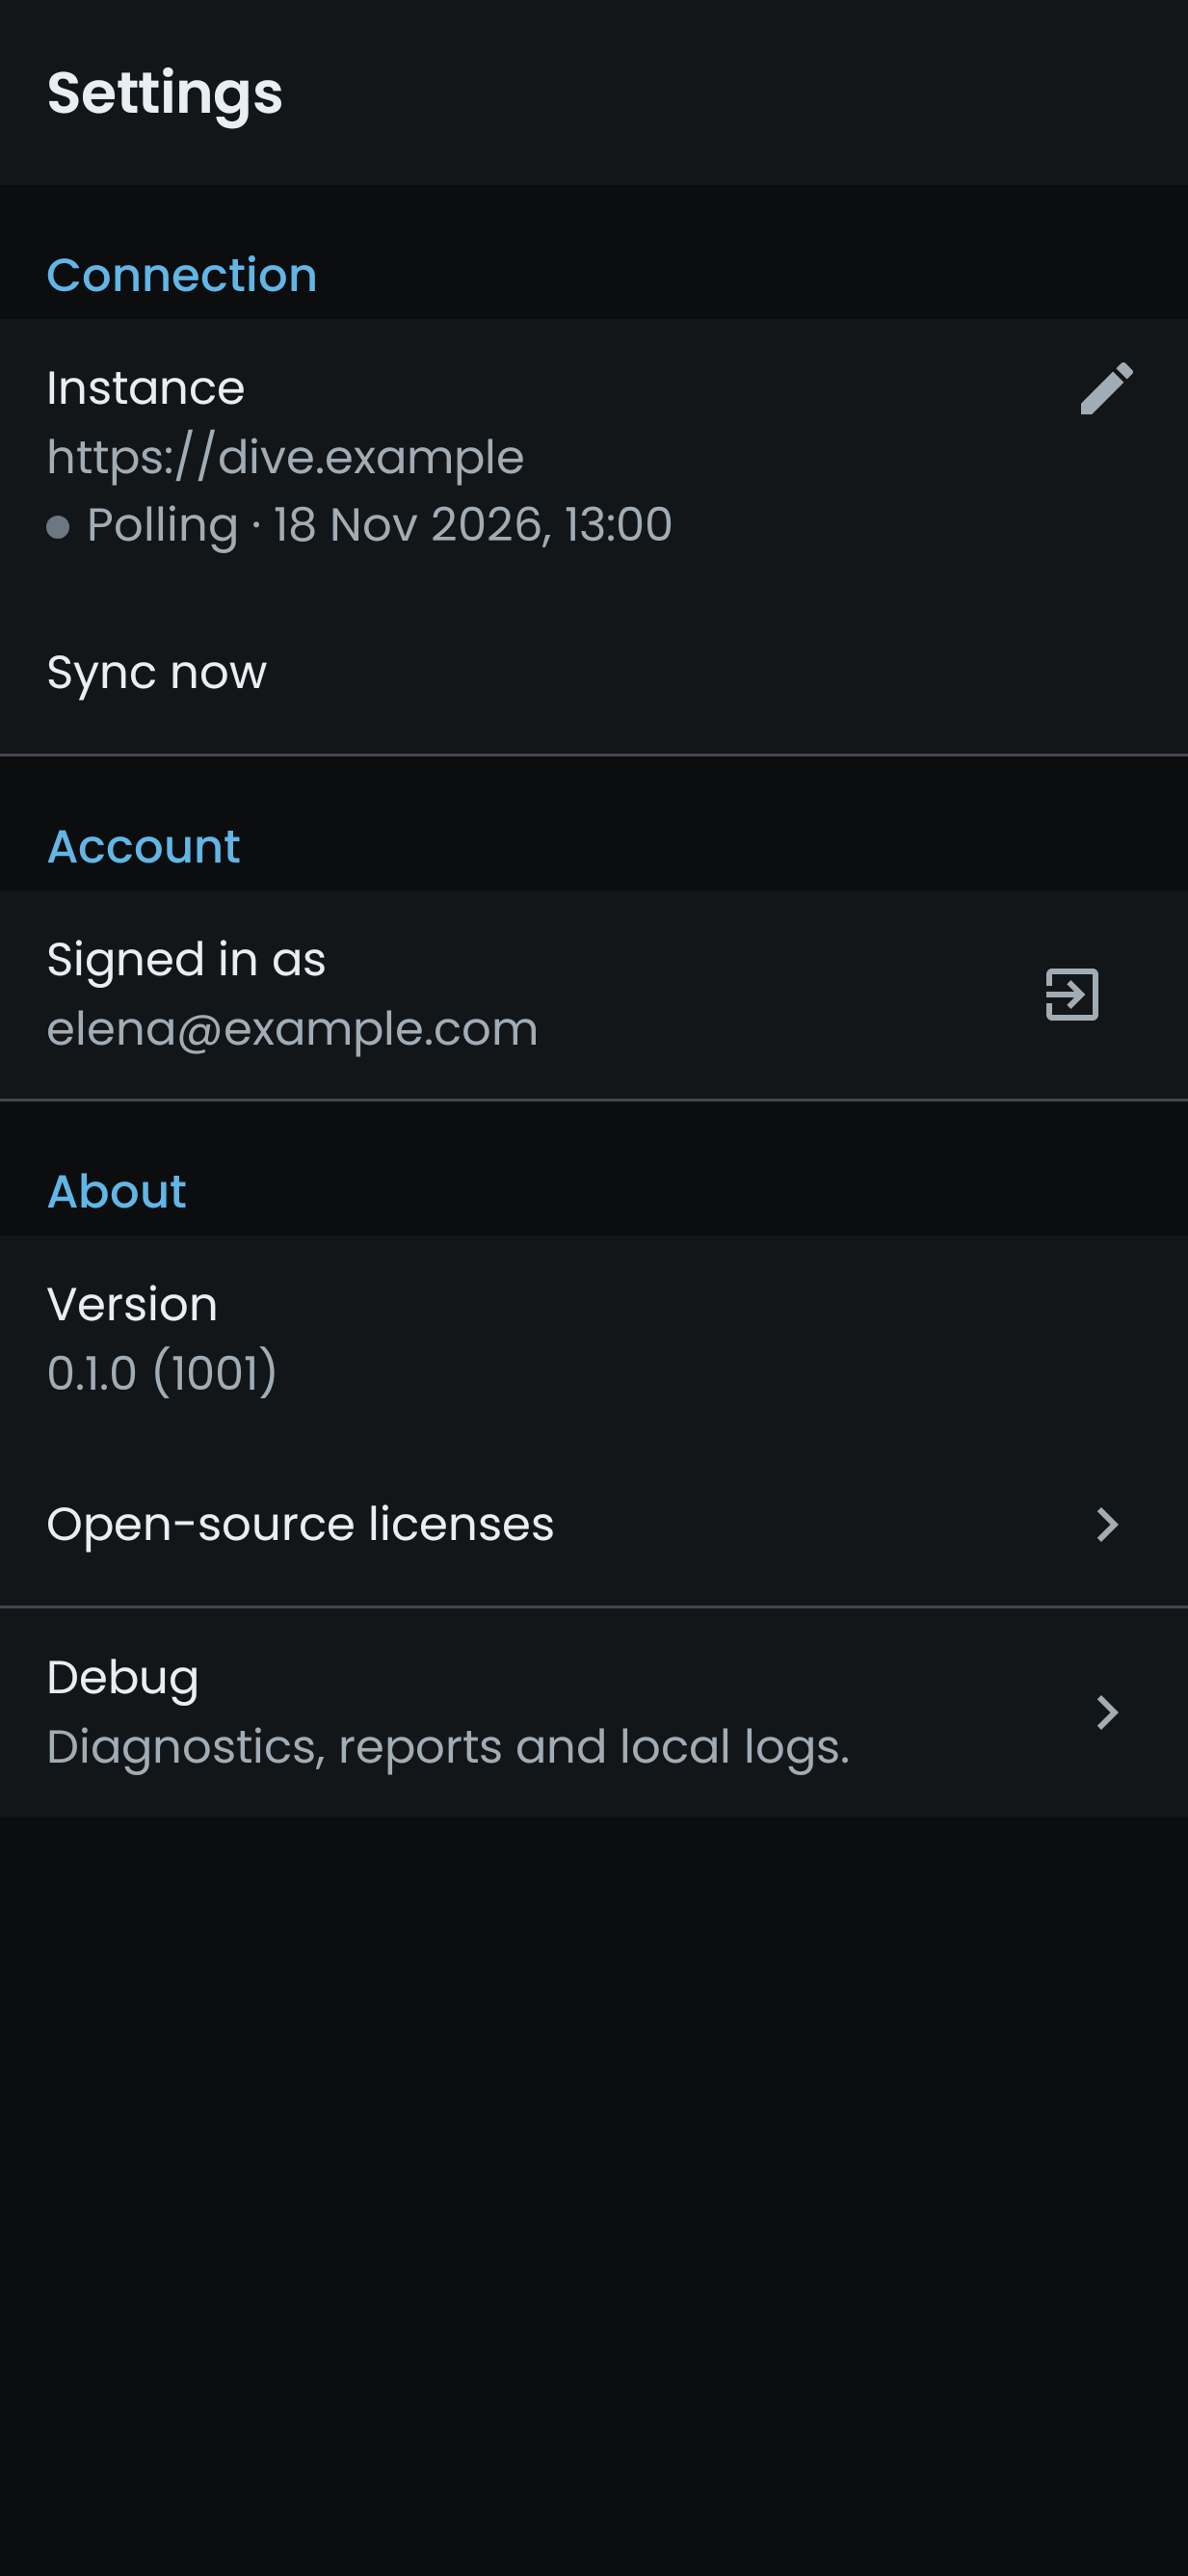 Settings
Connection
Instance
https://dive.example
Polling · 18 Nov 2026, 13:00
Sync now
Account
Signed in as
elena@example.com
About
Version
0.1.0 (1001)
Open-source licenses
Debug
Diagnostics, reports and local logs.